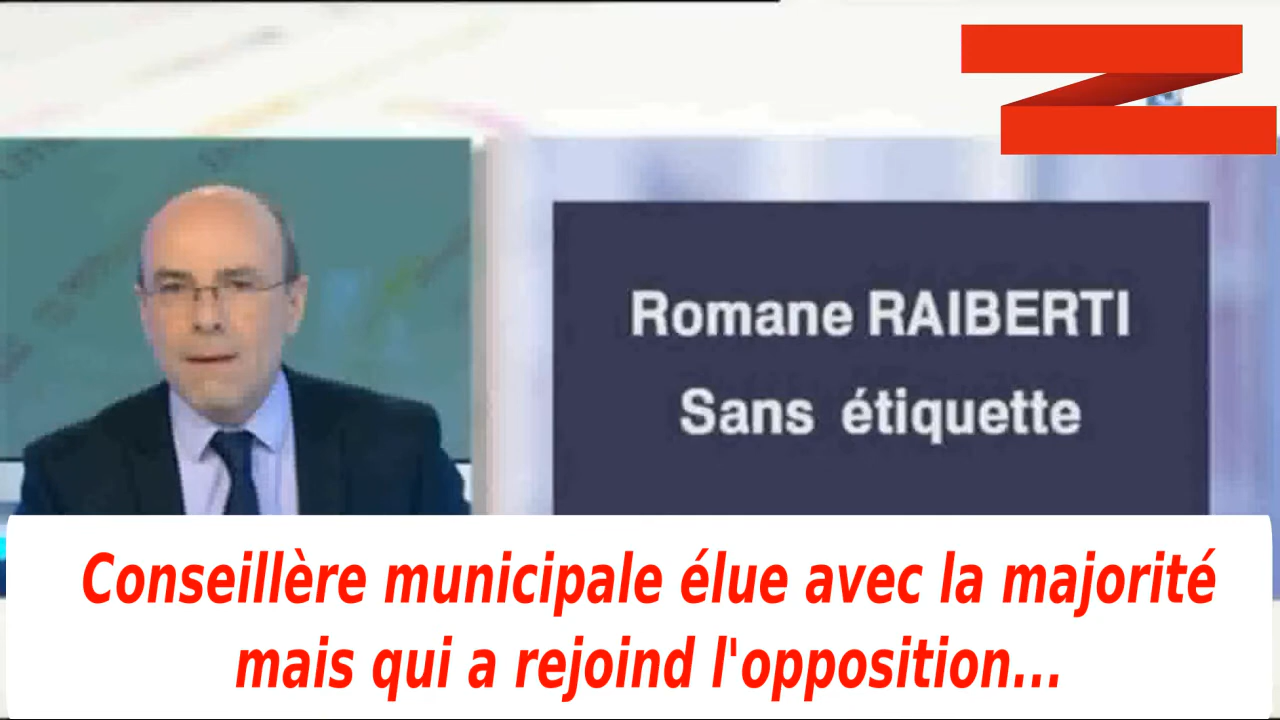 Romane RAIBERTI
Sans étiquette
Conseillère municipale élue avec la majorité
mais qui a rejoind l'opposition...